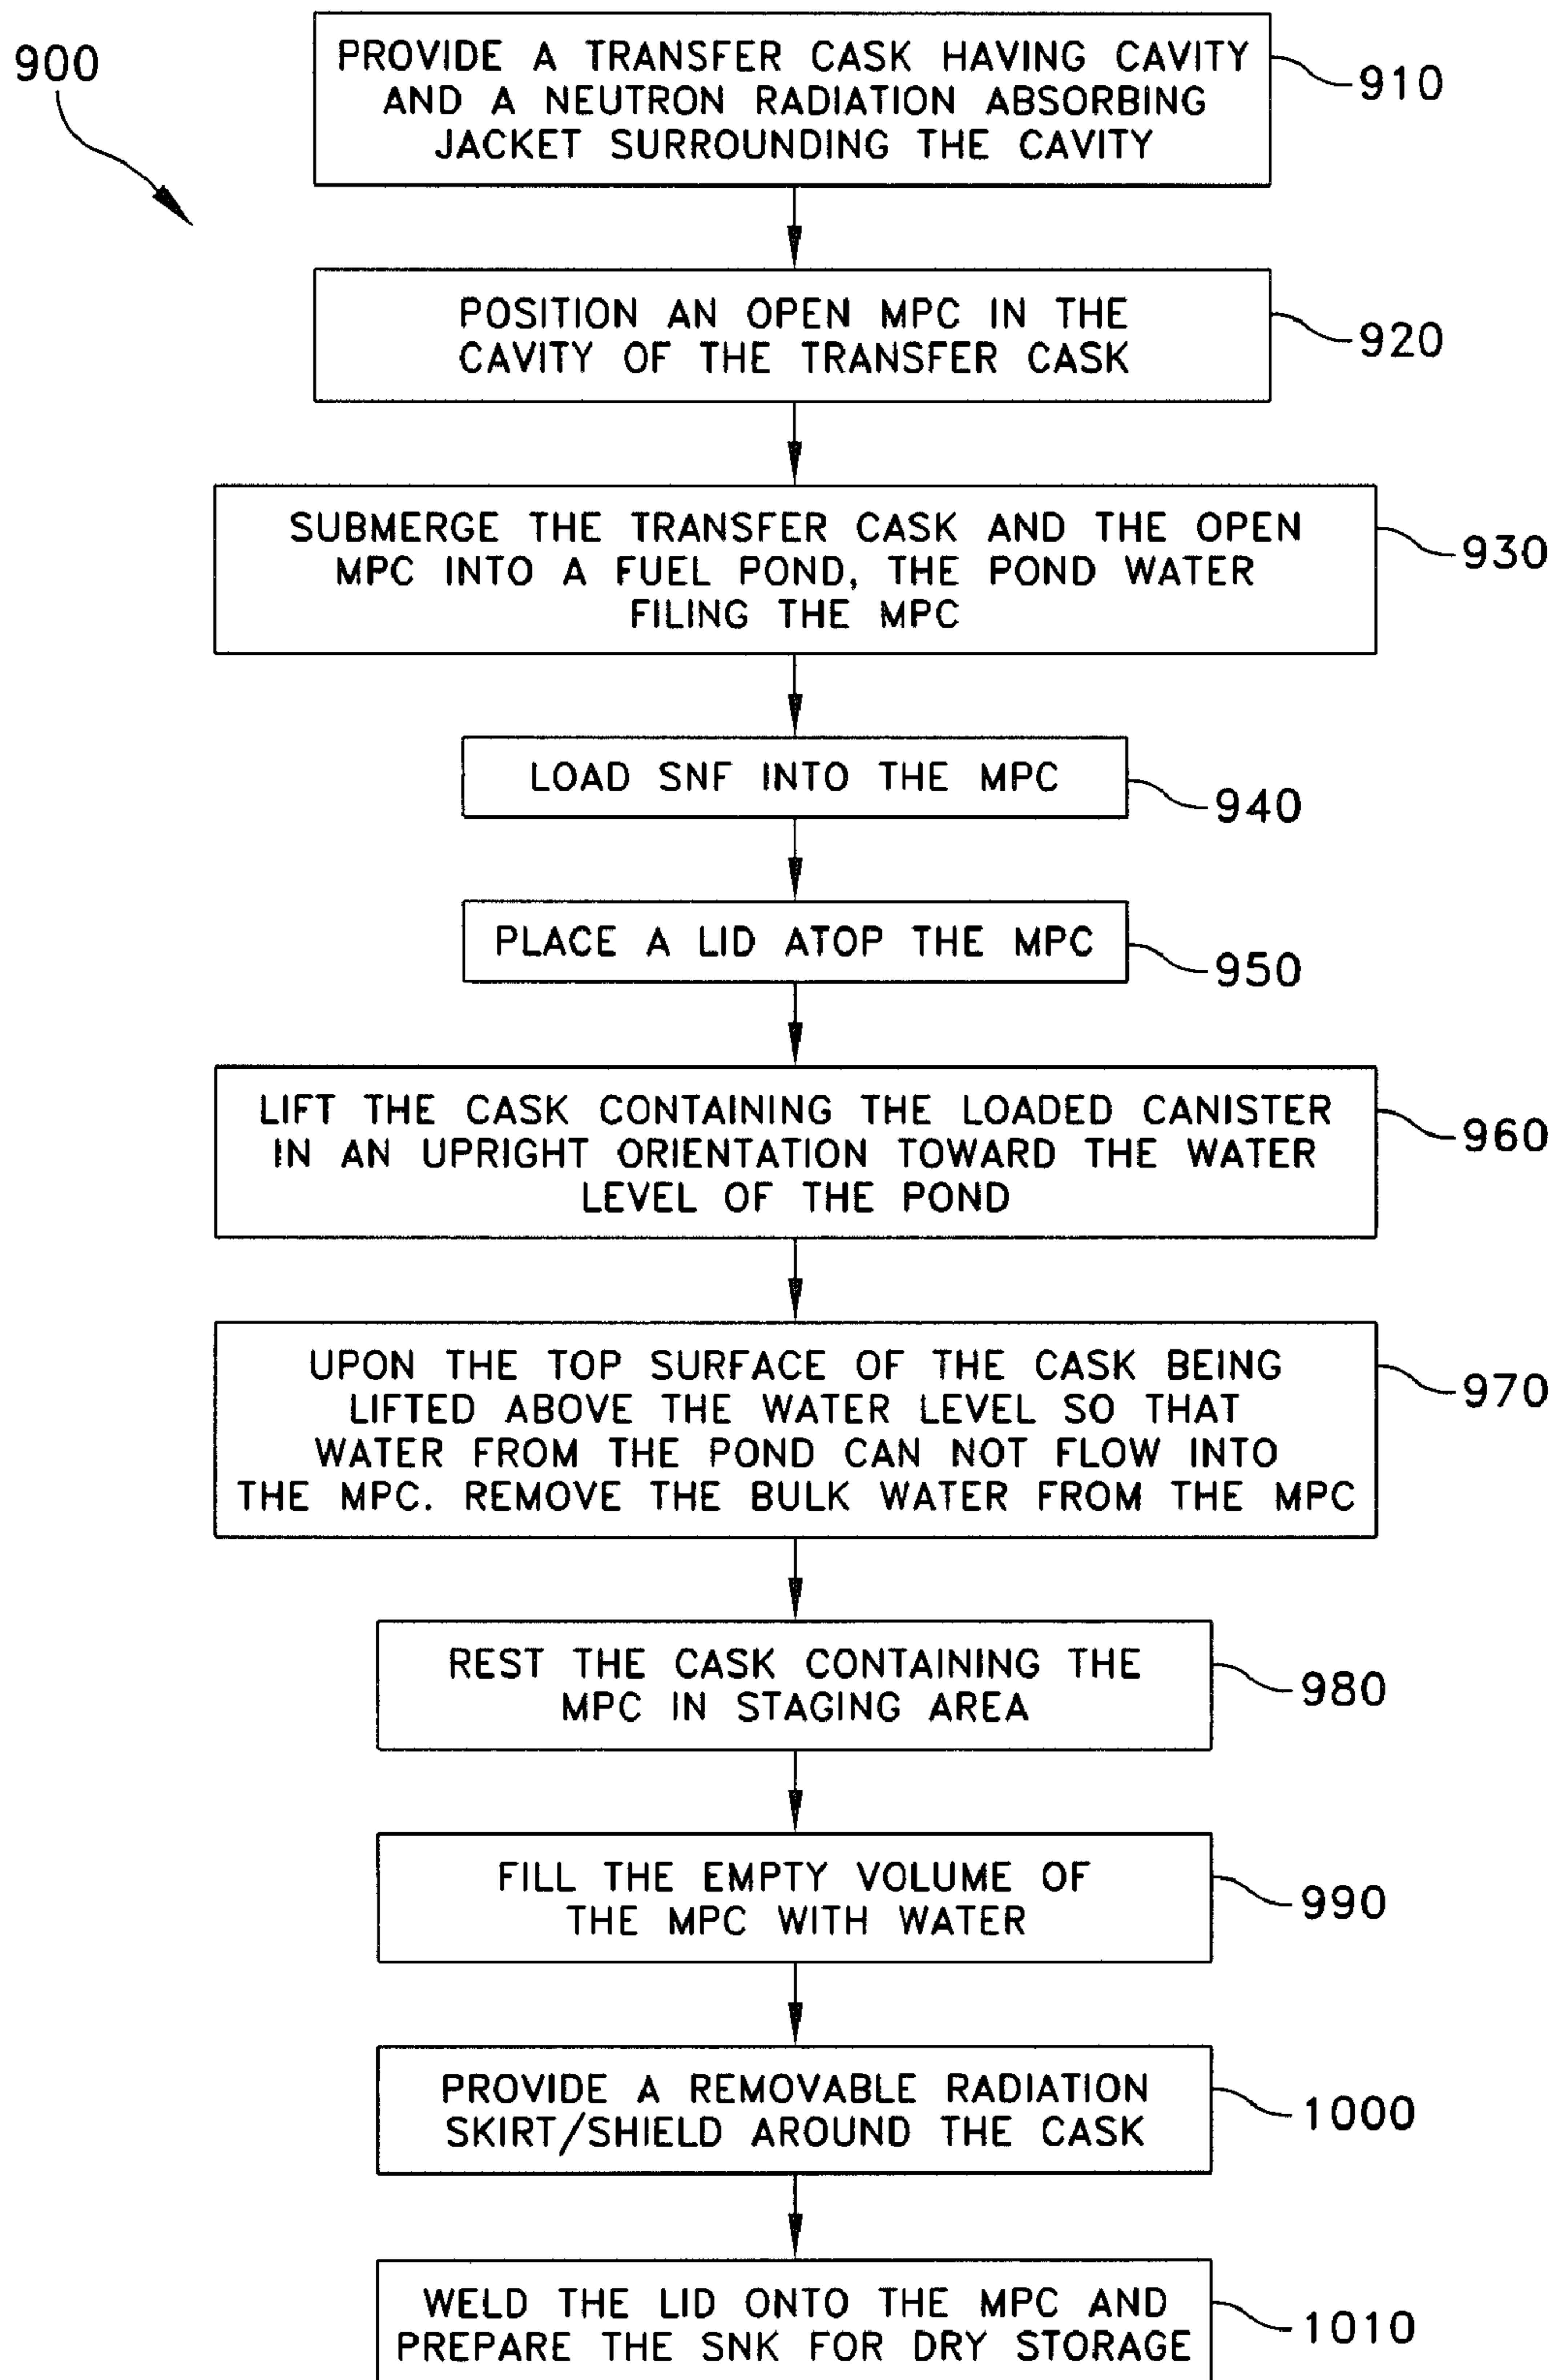 900
PROVIDE A TRANSFER CASK HAVING CAVITY
AND A NEUTRON RADIATION ABSORBING
JACKET SURROUNDING THE CAVITY
910
POSITION AN OPEN MPC IN THE
CAVITY OF THE TRANSFER CASK
920
SUBMERGE THE TRANSFER CASK AND THE OPEN
MPC INTO A FUEL POND, THE POND WATER
FILING THE MPC
930
LOAD SNF INTO THE MPC
940
PLACE A LID ATOP THE MPC
950
LIFT THE CASK CONTAINING THE LOADED CANISTER
IN AN UPRIGHT ORIENTATION TOWARD THE WATER
LEVEL OF THE POND
960
UPON THE TOP SURFACE OF THE CASK BEING
LIFTED ABOVE THE WATER LEVEL SO THAT
WATER FROM THE POND CAN NOT FLOW INTO
THE MPC. REMOVE THE BULK WATER FROM THE MPC
970
REST THE CASK CONTAINING THE
MPC IN STAGING AREA
980
FILL THE EMPTY VOLUME OF
THE MPC WITH WATER
990
PROVIDE A REMOVABLE RADIATION
SKIRT/SHIELD AROUND THE CASK
1000
WELD THE LID ONTO THE MPC AND
PREPARE THE SNK FOR DRY STORAGE
1010